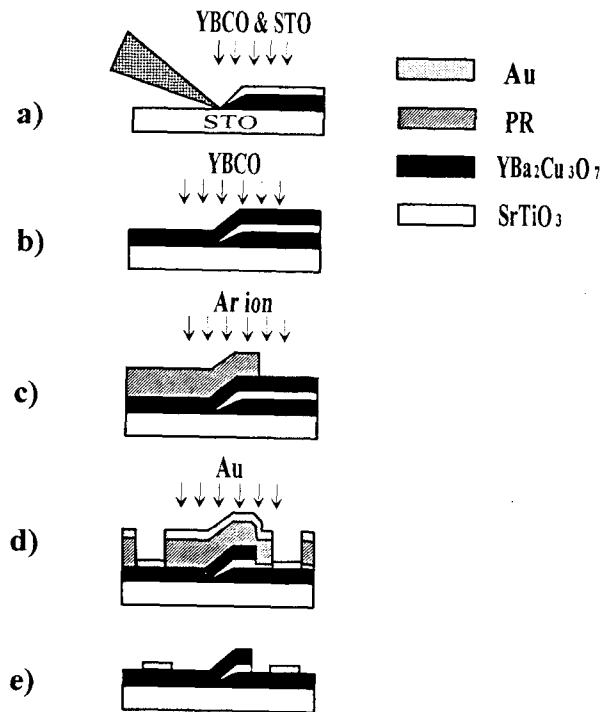 YBCO & STO
a)
STO
Au
PR
YBa₂Cu₃O₇
SrTiO₃
YBCO
b)
Ar ion
c)
Au
d)
e)